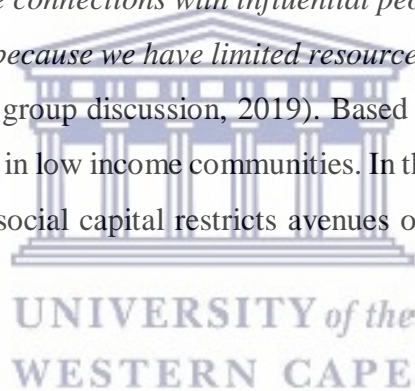 e connections with influential peo
because we have limited resource
group discussion, 2019). Based
in low income communities. In th
social capital restricts avenues o
UNIVERSITY of the
WESTERN CAPE